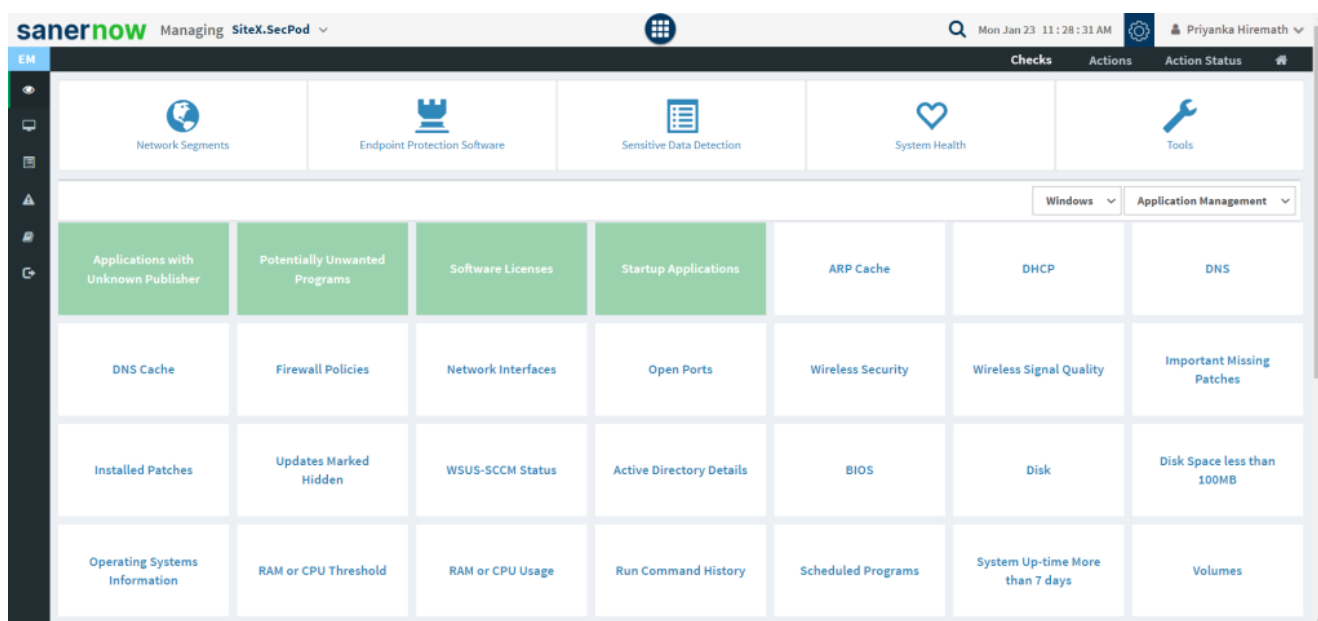 sanernow Managing SiteX.SecPod Mon Jan 23 11:28:31 AM Priyanka Hiremath
EM Checks Actions Action Status
Network Segments Endpoint Protection Software Sensitive Data Detection System Health Tools
Windows Application Management
Applications with
Unknown Publisher
Potentially Unwanted
Programs
Software Licenses
Startup Applications
ARP Cache
DHCP
DNS
DNS Cache
Firewall Policies
Network Interfaces
Open Ports
Wireless Security
Wireless Signal Quality
Important Missing
Patches
Installed Patches
Updates Marked
Hidden
WSUS-SCCM Status
Active Directory Details
BIOS
Disk
Disk Space less than
100MB
Operating Systems
Information
RAM or CPU Threshold
RAM or CPU Usage
Run Command History
Scheduled Programs
System Up-time More
than 7 days
Volumes